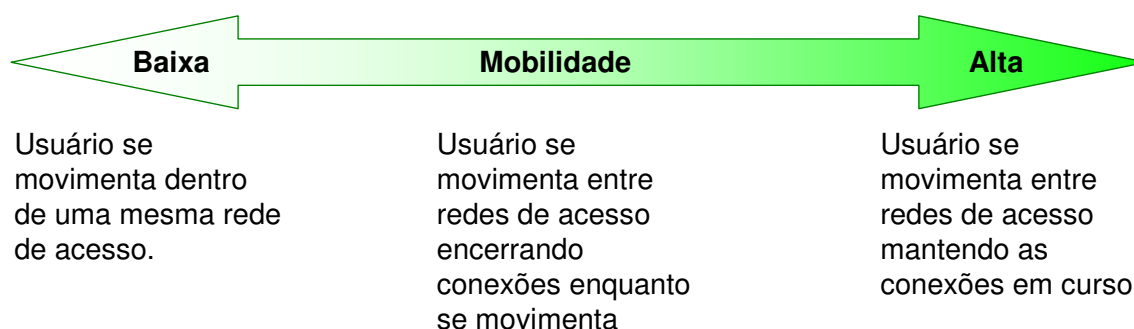 Baixa
Mobilidade
Alta
Usuário se
movimenta dentro
de uma mesma rede
de acesso.
Usuário se
movimenta entre
redes de acesso
encerrando
conexões enquanto
se movimenta
Usuário se
movimenta entre
redes de acesso
mantendo as
conexões em curso